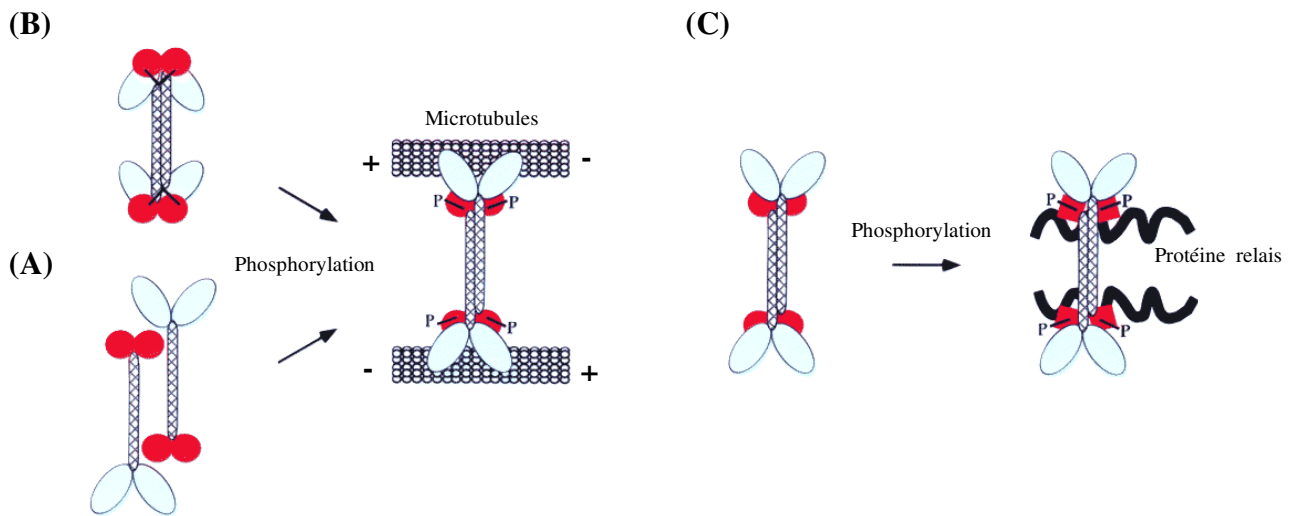 (B)
(C)
Microtubules
+ -
P P
Phosphorylation
P P
- +
(A)
Phosphorylation
P P
Protéine relais
P P